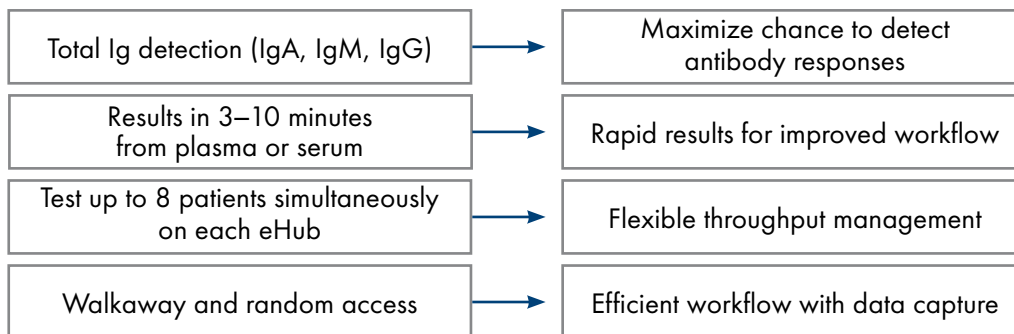 Total Ig detection (IgA, IgM, IgG)
Maximize chance to detect
antibody responses
Results in 3–10 minutes
from plasma or serum
Rapid results for improved workflow
Test up to 8 patients simultaneously
on each eHub
Flexible throughput management
Walkaway and random access
Efficient workflow with data capture